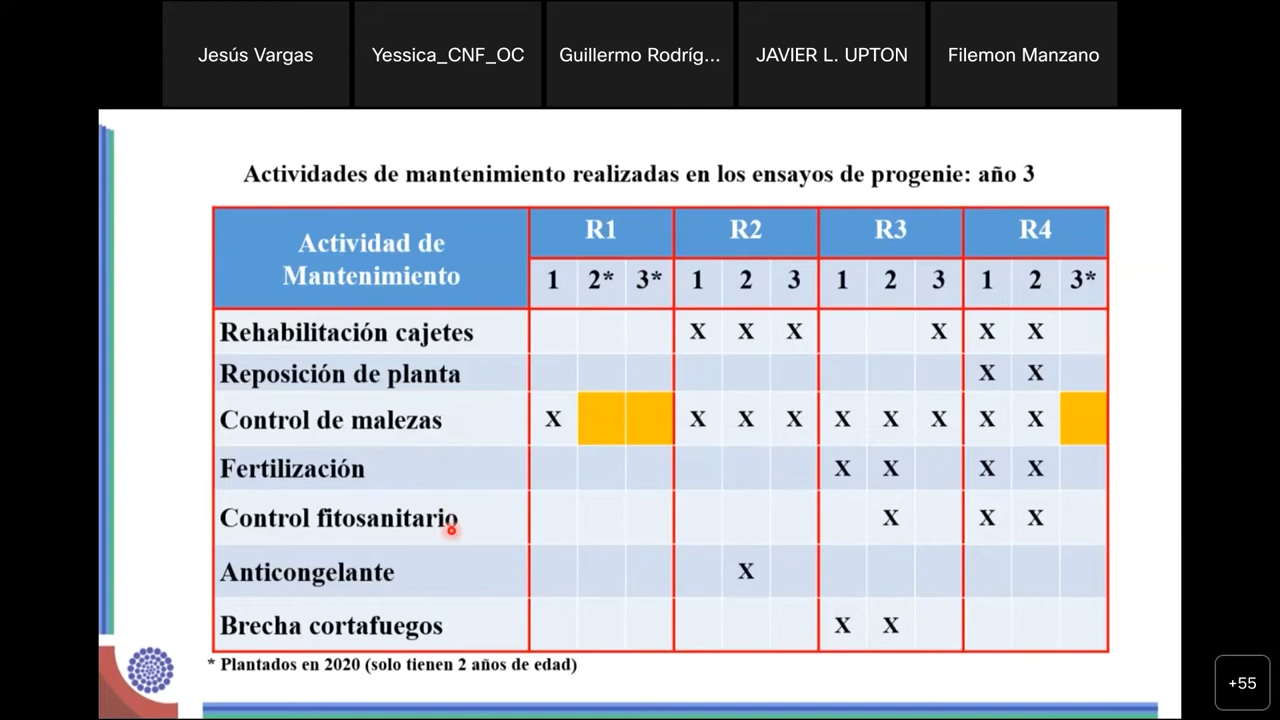 Jesús Vargas
Yessica_CNF_OC
Guillermo Rodríg...
JAVIER L. UPTON
Filemon Manzano
Actividades de mantenimiento realizadas en los ensayos de progenie: año 3
Actividad de
Mantenimiento
R1 R2 R3 R4
1 2* 3* 1 2 3 1 2 3 1 2 3*
Rehabilitación cajetes X X X X X X
Reposición de planta X X
Control de malezas X X X X X X X X X
Fertilización X X X X
Control fitosanitario X X X
Anticongelante X
Brecha cortafuegos X X
* Plantados en 2020 (solo tienen 2 años de edad)
+55